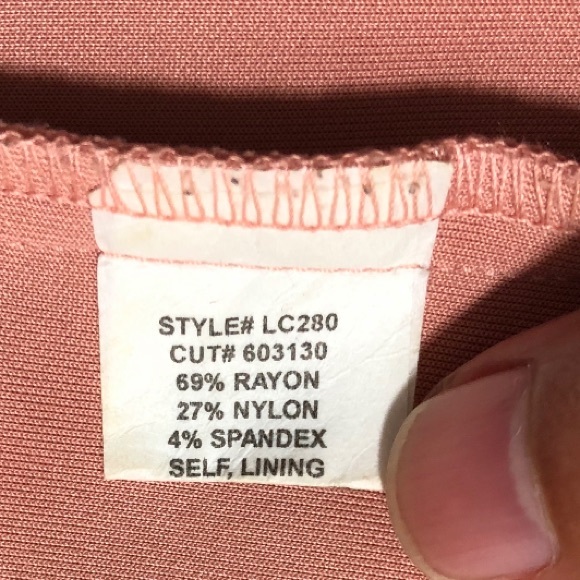 STYLE# LC280
CUT# 603130
69% RAYON
27% NYLON
4% SPANDEX
SELF, LINING